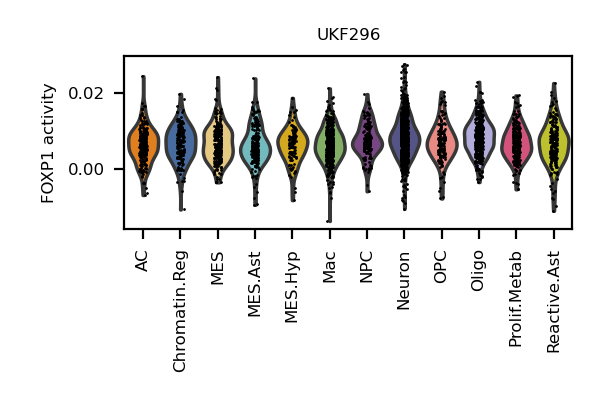 UKF296
FOXP1 activity
0.02
0.00
AC
Chromatin.Reg
MES
MES.Ast
MES.Hyp
Mac
NPC
Neuron
OPC
Oligo
Prolif.Metab
Reactive.Ast